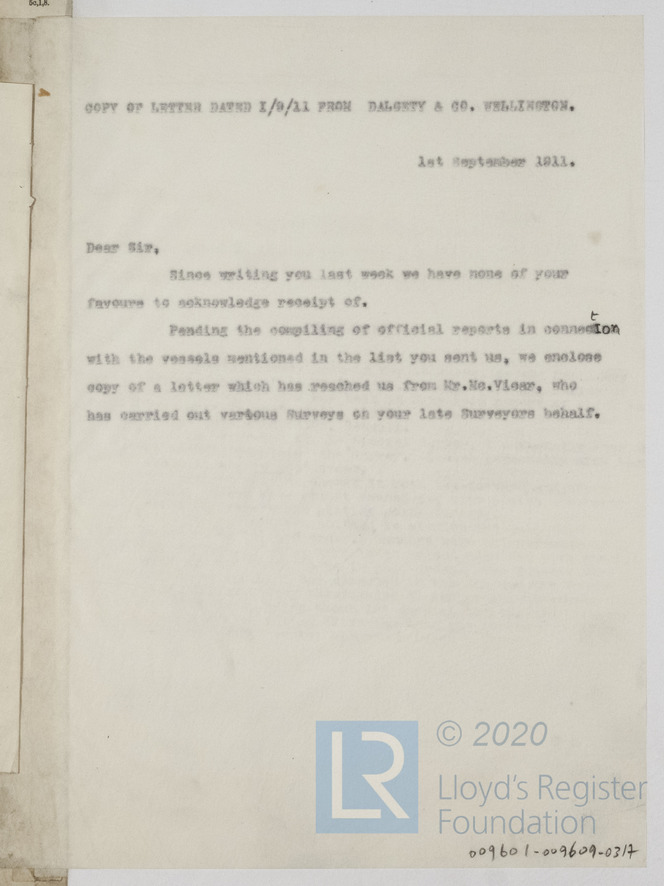 5c,1,8.
COPY OF LETTER DATED 1/9/11 FROM DALGETY & CO. WELLINGTON.
1st September 1911.
Dear Sir,
Since writing you last week we have none of your
favours to acknowledge receipt of.
Pending the compiling of official reports in connection
with the vessels mentioned in the list you sent us, we enclose
copy of a letter which has reached us from Mr.Mc.Vicar, who
has carried out various Surveys on your late Surveyors behalf.
LR
© 2020
Lloyd's Register
Foundation
009601-009609-0317